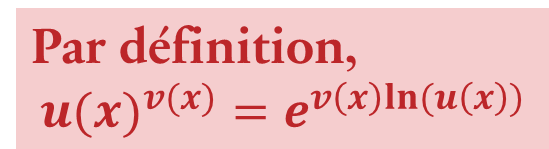 Par définition,
u(x)^{v(x)} = e^{v(x)ln(u(x))}